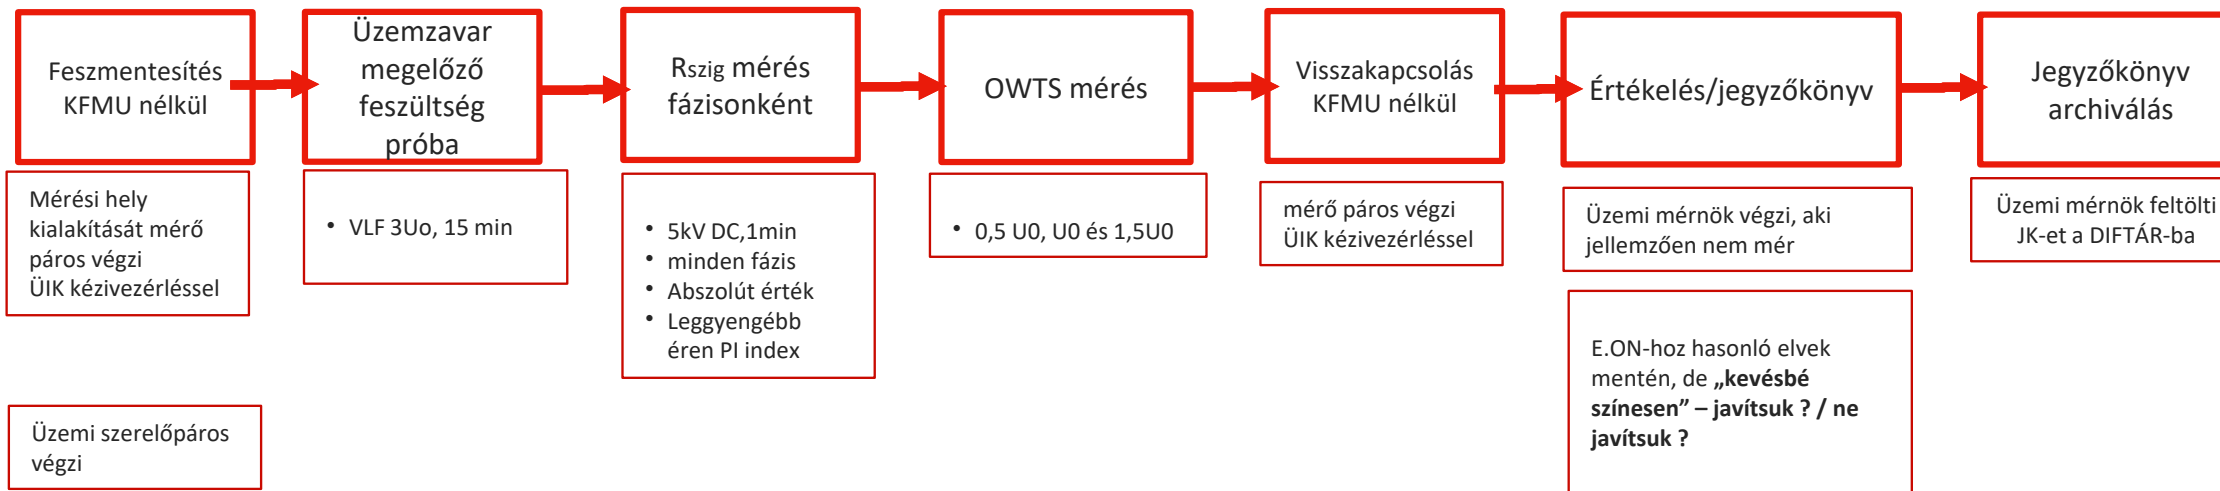 Feszmentesítés
KFMU nélkül
Üzemzavar
megelőző
feszültség
próba
Rszig mérés
fázisonként
OWTS mérés
Visszakapcsolás
KFMU nélkül
Értékelés/jegyzőkönyv
Jegyzőkönyv
archiválás
Mérési hely
kialakítását mérő
páros végzi
ÜIK kézivezérléssel
• VLF 3Uo, 15 min
• 5kV DC,1min
• minden fázis
• Abszolút érték
• Leggyengébb
éren PI index
• 0,5 U0, U0 és 1,5U0
mérő páros végzi
ÜIK kézivezérléssel
Üzemi mérnök végzi, aki
jellemzően nem mér
Üzemi mérnök feltölti
JK-et a DIFTÁR-ba
E.ON-hoz hasonló elvek
mentén, de „kevésbé
színesen” – javítsuk ? / ne
javítsuk ?
Üzemi szerelőpáros
végzi